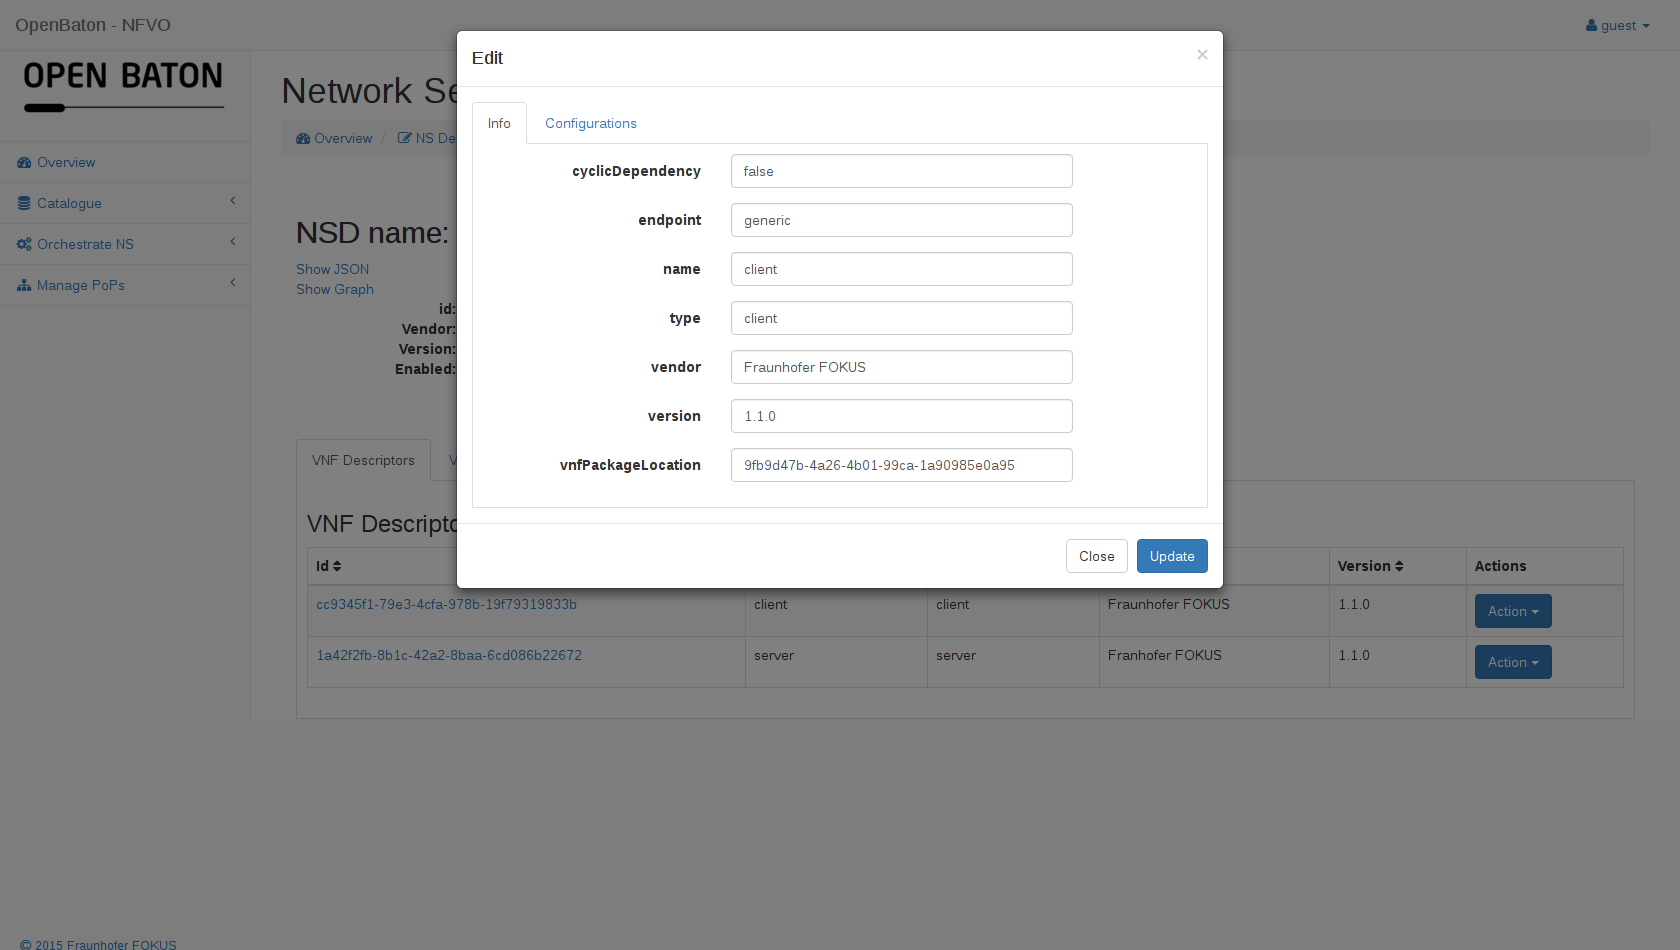 OpenBaton - NFVO
guest
OPEN BATON
Overview
Catalogue
Orchestrate NS
Manage PoPs
Network Se
Overview / NS De
NSD name:
Show JSON
Show Graph
id:
Vendor:
Version:
Enabled:
VNF Descriptors V
VNF Descripto
Id Version Actions
cc9345f1-79e3-4cfa-978b-19f79319833b client client Fraunhofer FOKUS 1.1.0 Action
1a42f2fb-8b1c-42a2-8baa-6cd086b22672 server server Franhofer FOKUS 1.1.0 Action
Edit ×
Info Configurations
cyclicDependency false
endpoint generic
name client
type client
vendor Fraunhofer FOKUS
version 1.1.0
vnfPackageLocation 9fb9d47b-4a26-4b01-99ca-1a90985e0a95
Close Update
© 2015 Fraunhofer FOKUS